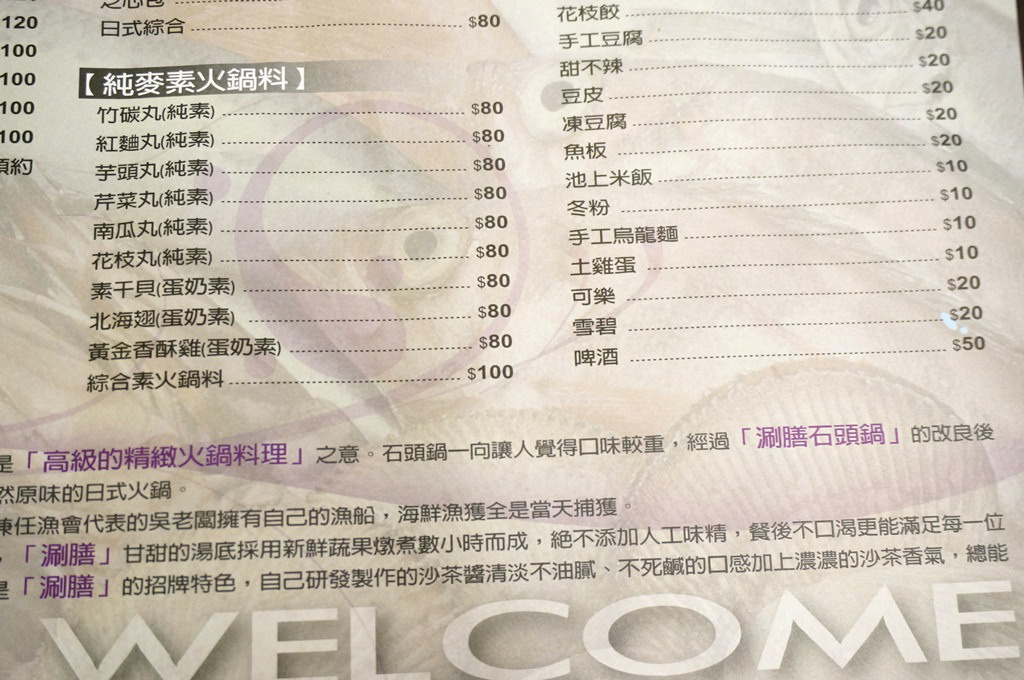 120
100
100
100
100
預約
日式綜合 $80
【純麥素火鍋料】
竹碳丸(純素) $80
紅麯丸(純素) $80
芋頭丸(純素) $80
芹菜丸(純素) $80
南瓜丸(純素) $80
花枝丸(純素) $80
素干貝(蛋奶素) $80
北海翅(蛋奶素) $80
黃金香酥雞(蛋奶素) $80
綜合素火鍋料 $100
花枝餃 $40
手工豆腐 $20
甜不辣 $20
豆皮 $20
凍豆腐 $20
魚板 $20
池上米飯 $10
冬粉 $10
手工烏龍麵 $10
土雞蛋 $10
可樂 $20
雪碧 $20
啤酒 $50
是「高級的精緻火鍋料理」之意。石頭鍋一向讓人覺得口味較重，經過「涮膳石頭鍋」的改良後
然原味的日式火鍋。
兼任漁會代表的吳老闆擁有自己的漁船，海鮮漁獲全是當天捕獲。
，「涮膳」甘甜的湯底採用新鮮蔬果燉煮數小時而成，絕不添加人工味精，餐後不口渴更能滿足每一位
是「涮膳」的招牌特色，自己研發製作的沙茶醬清淡不油膩、不死鹹的口感加上濃濃的沙茶香氣，總能
WELCOME